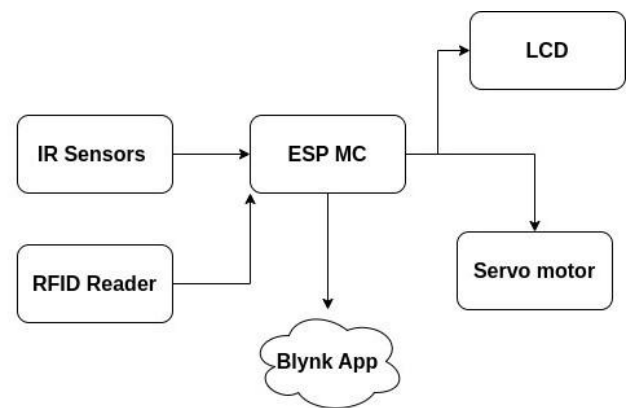 LCD
IR Sensors
ESP MC
RFID Reader
Servo motor
Blynk App